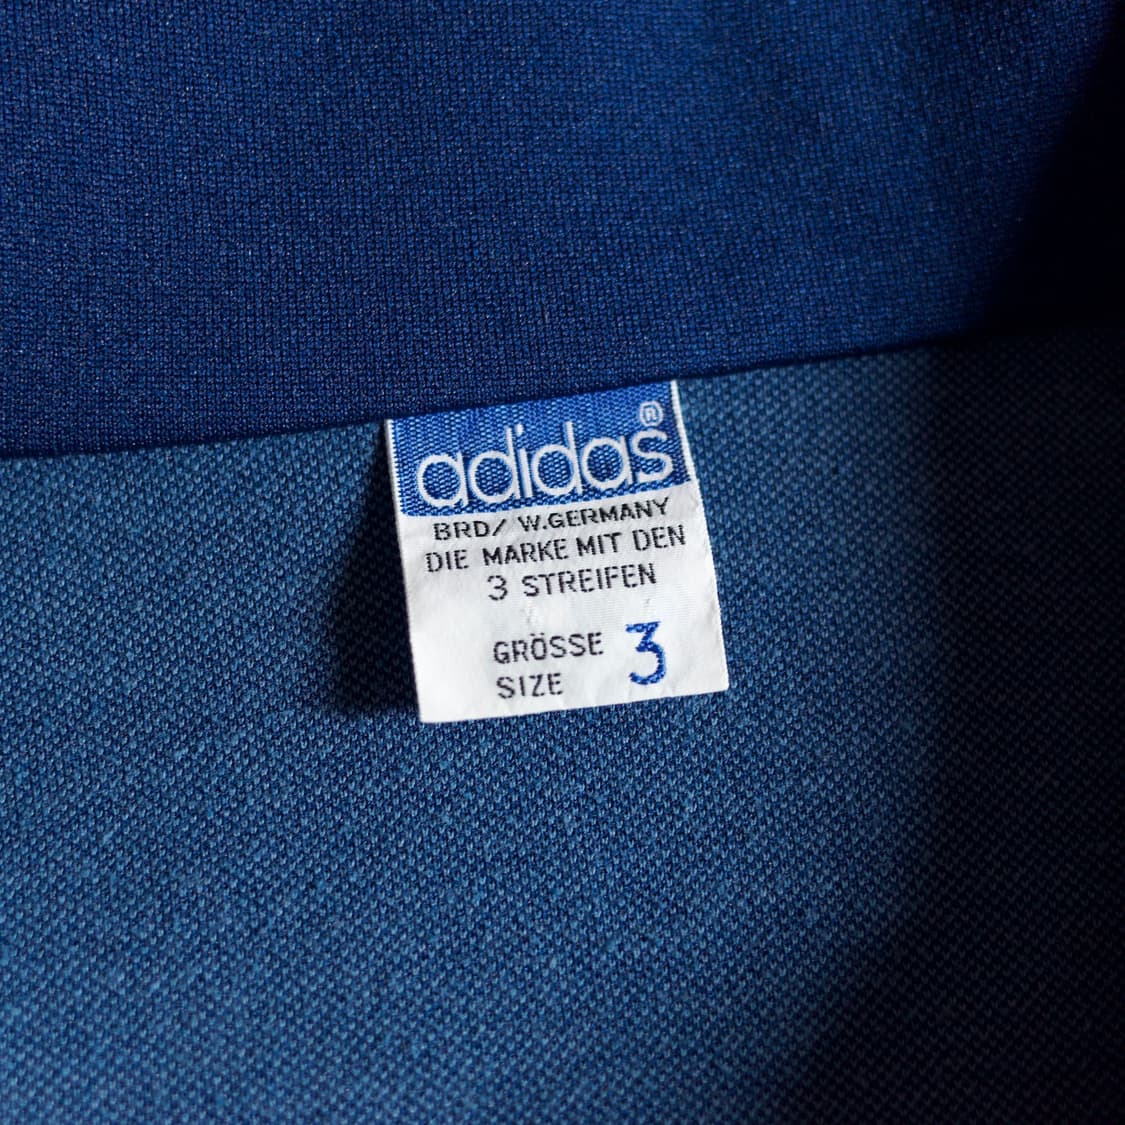 adidas®
BRD/ W.GERMANY
DIE MARKE MIT DEN
3 STREIFEN
GRÖSSE 3
SIZE